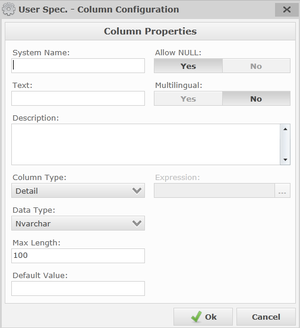 User Spec. - Column Configuration
Column Properties
System Name:
Allow NULL:
Yes No
Text:
Multilingual:
Yes No
Description:
Column Type:
Expression:
Detail
...
Data Type:
Nvarchar
Max Length:
100
Default Value:
Ok
Cancel